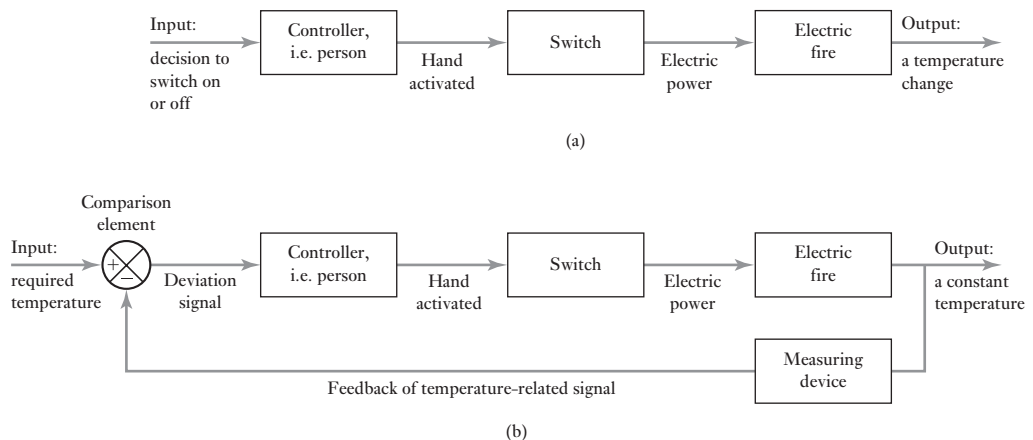 Input:
decision to
switch on
or off
Controller,
i.e. person
Hand
activated
Switch
Electric
power
Electric
fire
Output:
a temperature
change
(a)
Comparison
element
Input:
required
temperature
+
−
Deviation
signal
Controller,
i.e. person
Hand
activated
Switch
Electric
power
Electric
fire
Output:
a constant
temperature
Measuring
device
Feedback of temperature-related signal
(b)